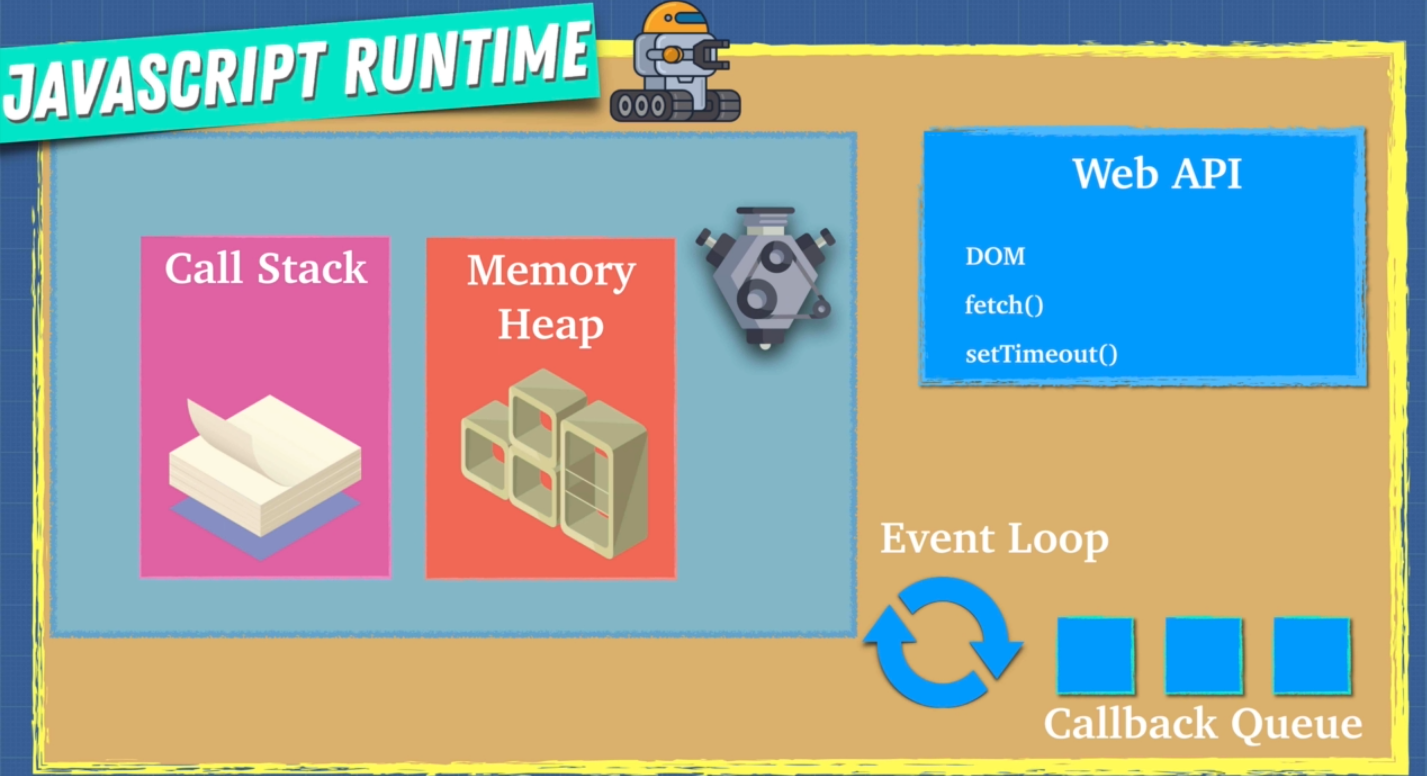 JAVASCRIPT RUNTIME
Call Stack
Memory
Heap
Web API
DOM
fetch()
setTimeout()
Event Loop
Callback Queue